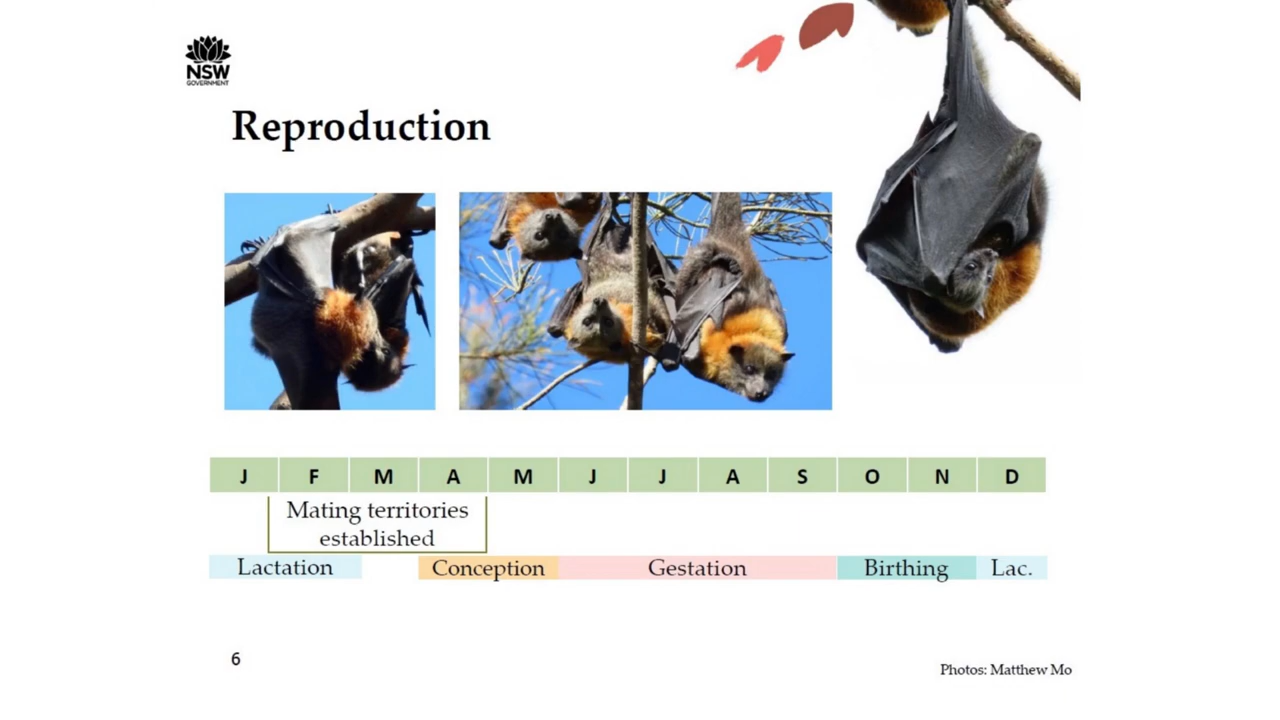 NSW
GOVERNMENT
Reproduction
J F M A M J J A S O N D
Mating territories
established
Lactation Conception Gestation Birthing Lac.
6
Photos: Matthew Mo